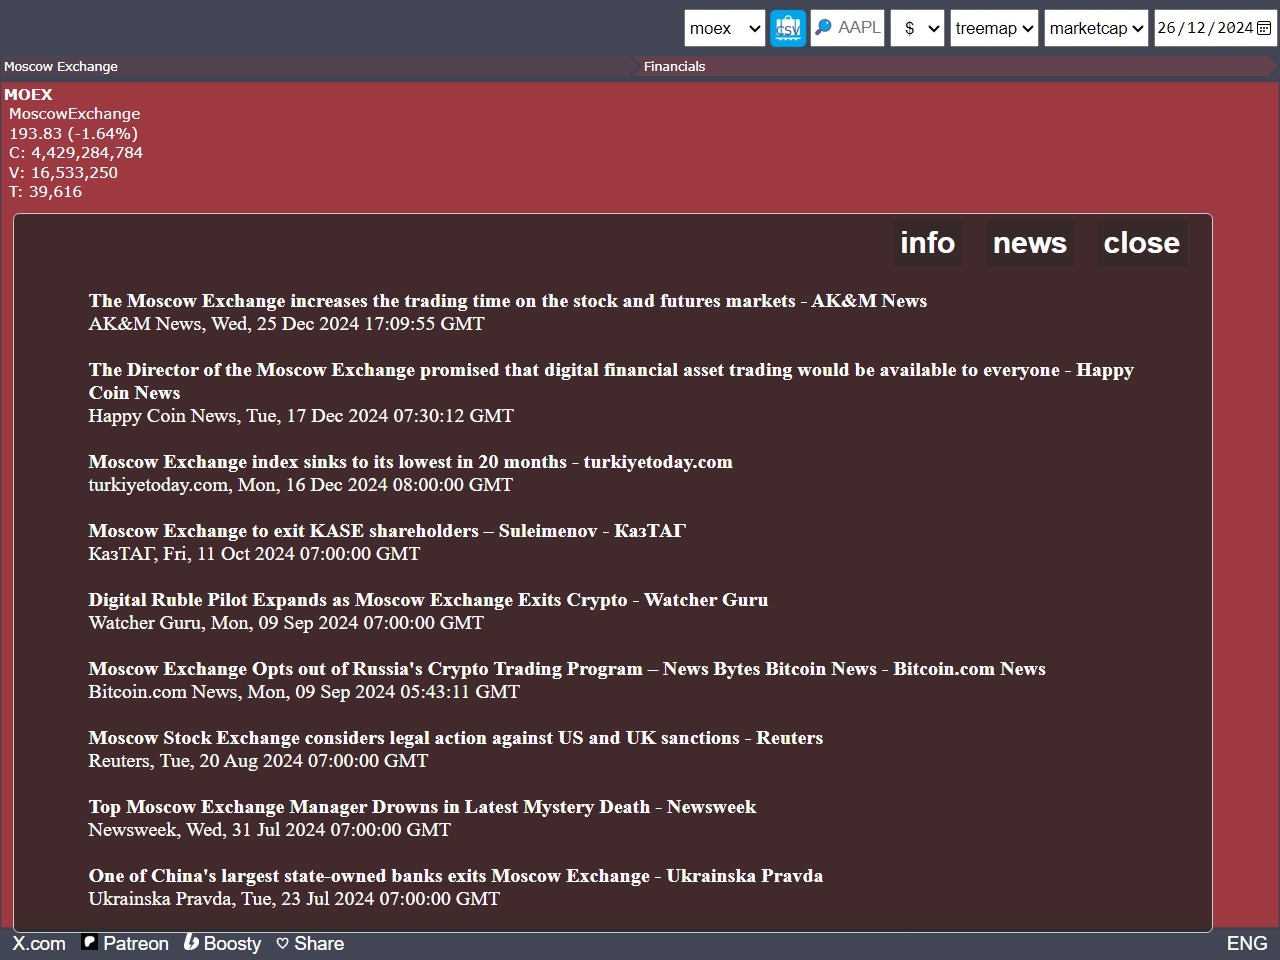 moex
csv
AAPL
$
treemap
marketcap
26/12/2024
Moscow Exchange
Financials
MOEX
MoscowExchange
193.83 (-1.64%)
C: 4,429,284,784
V: 16,533,250
T: 39,616
info
news
close
The Moscow Exchange increases the trading time on the stock and futures markets - AK&M News
AK&M News, Wed, 25 Dec 2024 17:09:55 GMT
The Director of the Moscow Exchange promised that digital financial asset trading would be available to everyone - Happy
Coin News
Happy Coin News, Tue, 17 Dec 2024 07:30:12 GMT
Moscow Exchange index sinks to its lowest in 20 months - turkiyetoday.com
turkiyetoday.com, Mon, 16 Dec 2024 08:00:00 GMT
Moscow Exchange to exit KASE shareholders – Suleimenov - КазТАГ
КазТАГ, Fri, 11 Oct 2024 07:00:00 GMT
Digital Ruble Pilot Expands as Moscow Exchange Exits Crypto - Watcher Guru
Watcher Guru, Mon, 09 Sep 2024 07:00:00 GMT
Moscow Exchange Opts out of Russia's Crypto Trading Program – News Bytes Bitcoin News - Bitcoin.com News
Bitcoin.com News, Mon, 09 Sep 2024 05:43:11 GMT
Moscow Stock Exchange considers legal action against US and UK sanctions - Reuters
Reuters, Tue, 20 Aug 2024 07:00:00 GMT
Top Moscow Exchange Manager Drowns in Latest Mystery Death - Newsweek
Newsweek, Wed, 31 Jul 2024 07:00:00 GMT
One of China's largest state-owned banks exits Moscow Exchange - Ukrainska Pravda
Ukrainska Pravda, Tue, 23 Jul 2024 07:00:00 GMT
X.com
Patreon
Boosty
Share
ENG